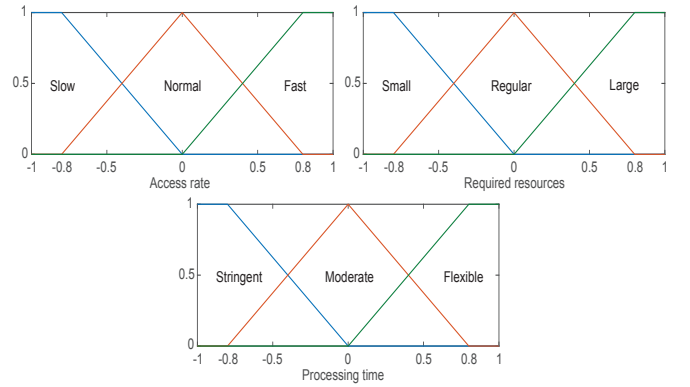 1
0.5
0
Slow
Normal
Fast
-1
-0.8
-0.5
0
0.5
0.8
1
Access rate
1
0.5
0
Small
Regular
Large
-1
-0.8
-0.5
0
0.5
0.8
1
Required resources
1
0.5
0
Stringent
Moderate
Flexible
-1
-0.8
-0.5
0
0.5
0.8
1
Processing time